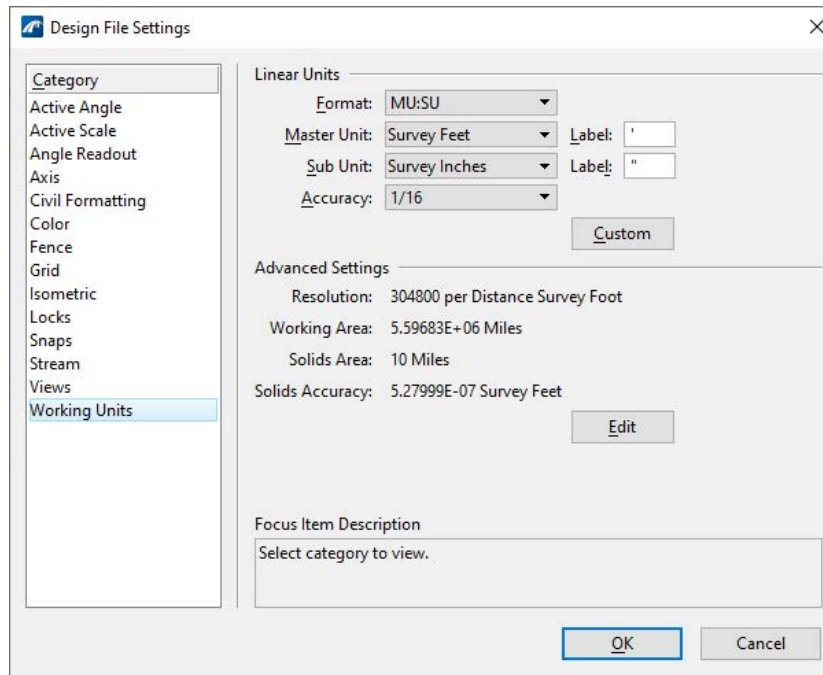 Design File Settings
Category
Active Angle
Active Scale
Angle Readout
Axis
Civil Formatting
Color
Fence
Grid
Isometric
Locks
Snaps
Stream
Views
Working Units
Linear Units
Format: MU:SU
Master Unit: Survey Feet Label: '
Sub Unit: Survey Inches Label: "
Accuracy: 1/16
Custom
Advanced Settings
Resolution: 304800 per Distance Survey Foot
Working Area: 5.59683E+06 Miles
Solids Area: 10 Miles
Solids Accuracy: 5.27999E-07 Survey Feet
Edit
Focus Item Description
Select category to view.
OK Cancel